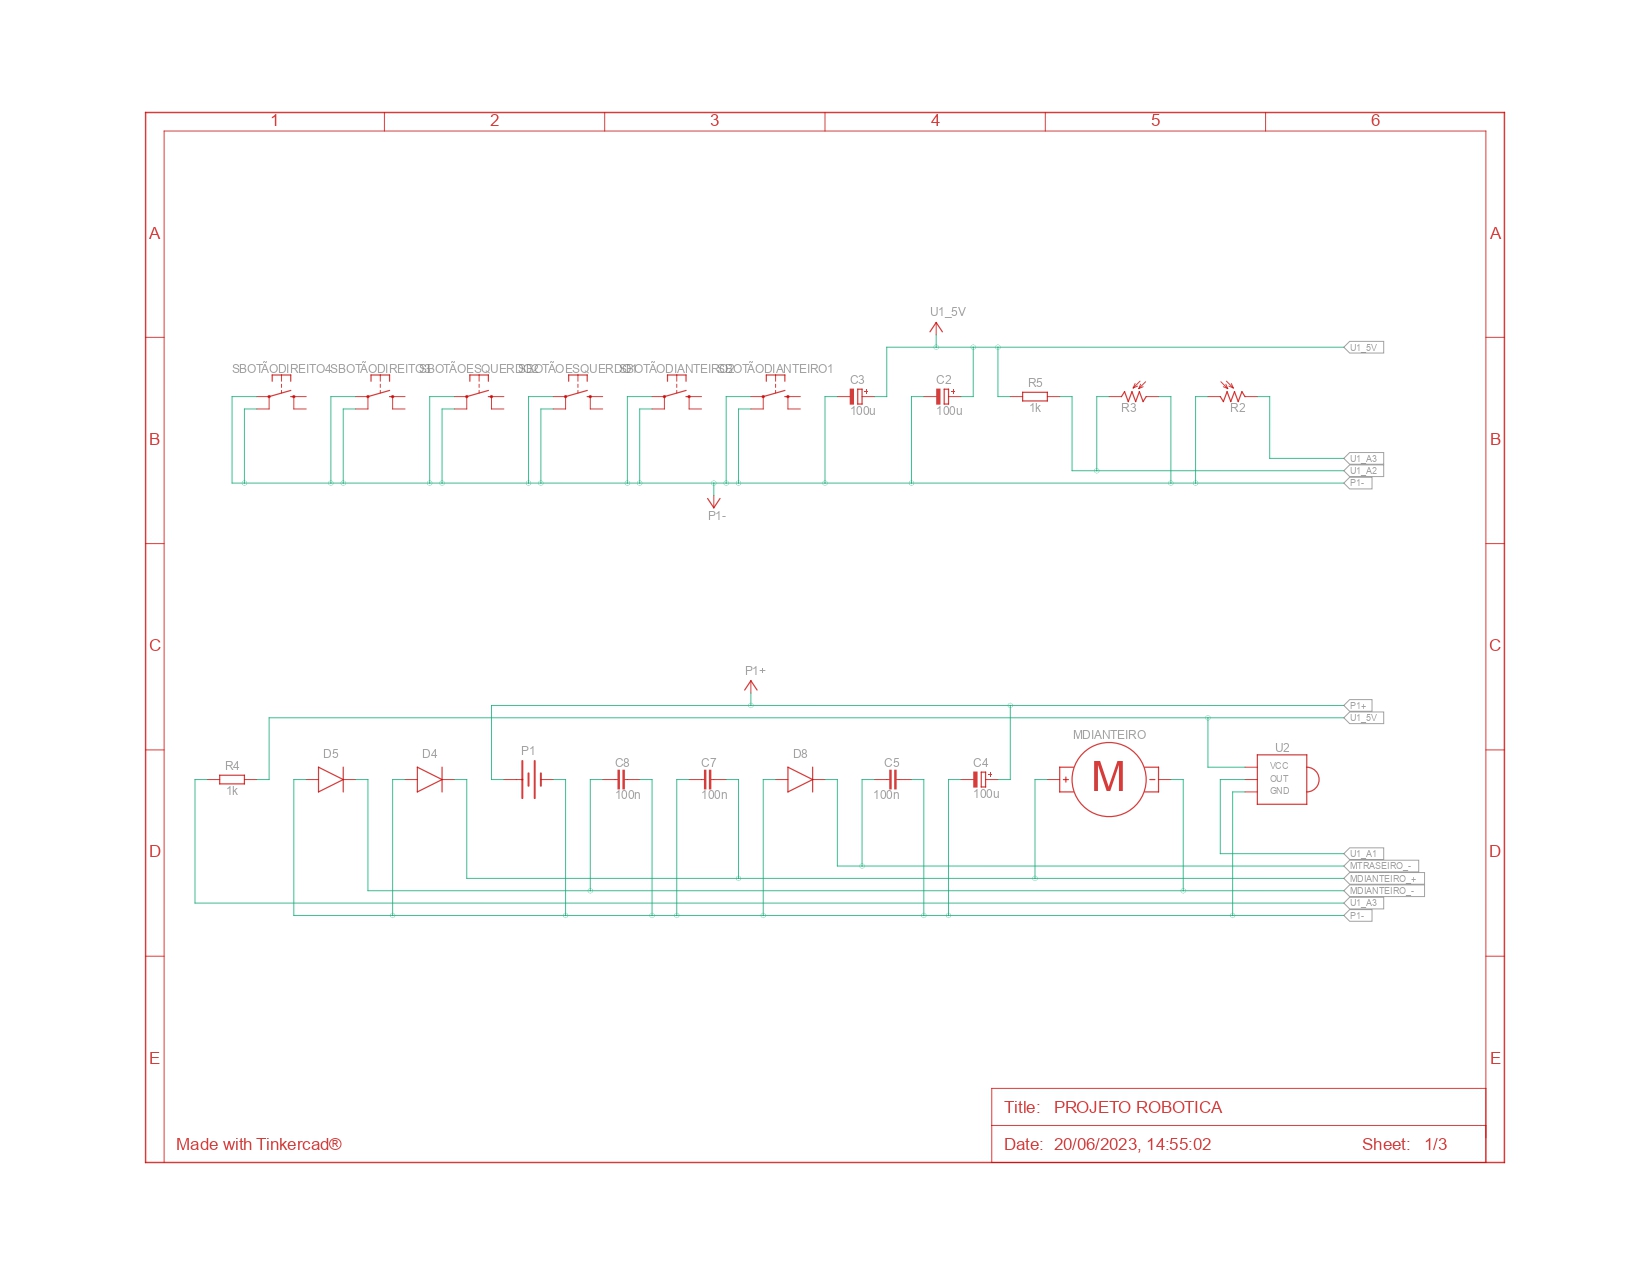 1 2 3 4 5 6
A A
U1_5V
U1_5V
SBOTÃODIREITO4 SBOTÃODIREITO SBOTÃOESQUERDO2 SBOTÃOESQUERDO1 SBOTÃODIANTEIRO2 SBOTÃODIANTEIRO1
C3 C2 R5
100u 100u 1k R3 R2
B B
U1_A3
U1_A2
P1-
P1-
C C
P1+
P1+
U1_5V
MDIANTEIRO
D5 D4 P1 D8 U2
R4 C8 C7 C5 C4
VCC
+ M - OUT
GND
1k 100n 100n 100n 100u
D D
U1_A1
MTRASEIRO_-
MDIANTEIRO_+
MDIANTEIRO_-
U1_A3
P1-
E E
Title: PROJETO ROBOTICA
Made with Tinkercad®
Date: 20/06/2023, 14:55:02 Sheet: 1/3